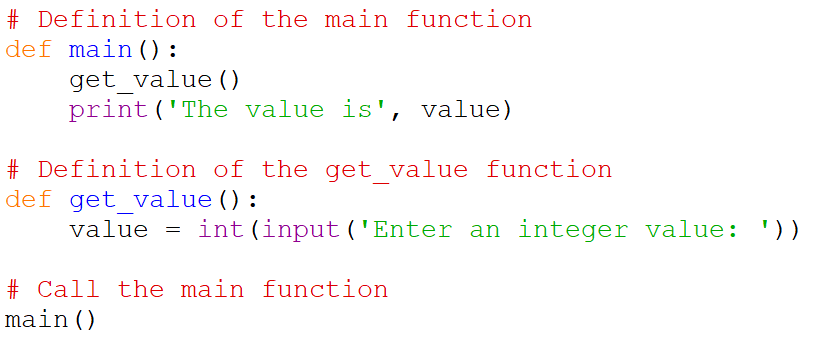 # Definition of the main function
def main():
    get_value()
    print('The value is', value)

# Definition of the get_value function
def get_value():
    value = int(input('Enter an integer value: '))

# Call the main function
main()